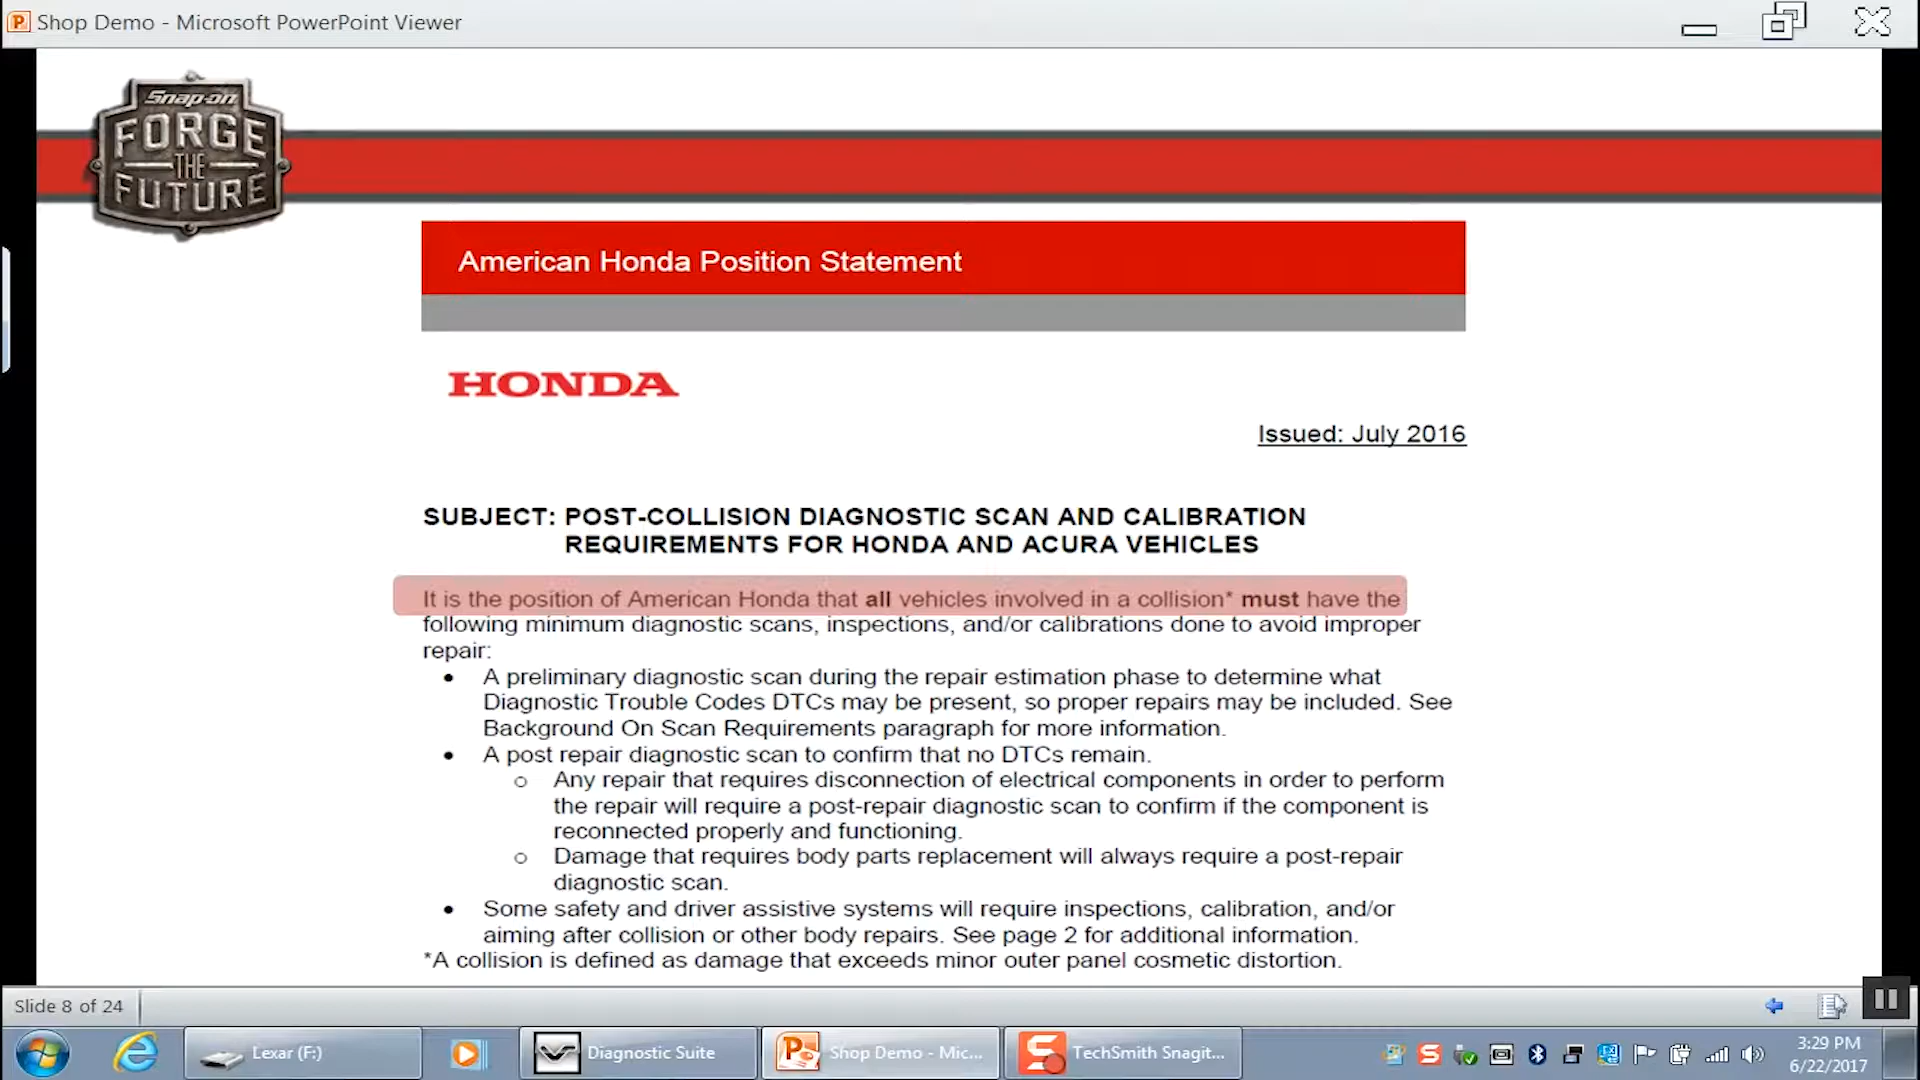 Shop Demo - Microsoft PowerPoint Viewer
Snap-on
FORGE
THE
FUTURE
American Honda Position Statement
HONDA
Issued: July 2016
SUBJECT: POST-COLLISION DIAGNOSTIC SCAN AND CALIBRATION
REQUIREMENTS FOR HONDA AND ACURA VEHICLES
It is the position of American Honda that all vehicles involved in a collision* must have the
following minimum diagnostic scans, inspections, and/or calibrations done to avoid improper
repair:
• A preliminary diagnostic scan during the repair estimation phase to determine what
Diagnostic Trouble Codes DTCs may be present, so proper repairs may be included. See
Background On Scan Requirements paragraph for more information.
• A post repair diagnostic scan to confirm that no DTCs remain.
o Any repair that requires disconnection of electrical components in order to perform
the repair will require a post-repair diagnostic scan to confirm if the component is
reconnected properly and functioning.
o Damage that requires body parts replacement will always require a post-repair
diagnostic scan.
• Some safety and driver assistive systems will require inspections, calibration, and/or
aiming after collision or other body repairs. See page 2 for additional information.
*A collision is defined as damage that exceeds minor outer panel cosmetic distortion.
Slide 8 of 24
Lexar (F:)
Diagnostic Suite
Shop Demo - Mic...
TechSmith Snagit...
3:29 PM
6/22/2017